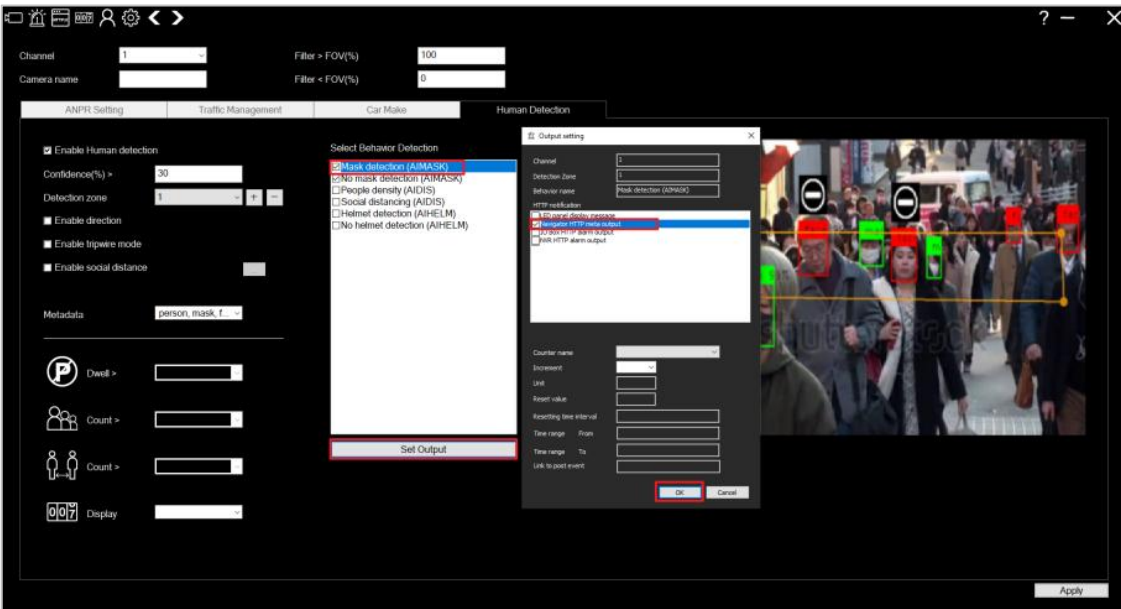 OUTPUT
007
?
Channel 1
Filter > FOV(%) 100
Camera name
Filter < FOV(%) 0
ANPR Setting
Traffic Management
Car Make
Human Detection
Enable Human detection
Confidence(%) > 30
Detection zone 1 + -
Enable direction
Enable tripwire mode
Enable social distance
...
Metadata person, mask, f...
P Dwell >
Count >
Count >
007 Display
Select Behavior Detection
Mask detection (AIMASK)
No mask detection (AIMASK)
People density (AIDIS)
Social distancing (AIDIS)
Helmet detection (AIHELM)
No helmet detection (AIHELM)
Set Output
Output setting
Channel 1
Detection Zone 1
Behavior name Mask detection (AIMASK)
HTTP notification
LED panel display message
Navigator HTTP meta output
IO Box HTTP alarm output
NVR HTTP alarm output
Counter name
Increment
Unit
Reset value
Resetting time interval
Time range From
Time range To
Link to post event
OK
Cancel
Apply